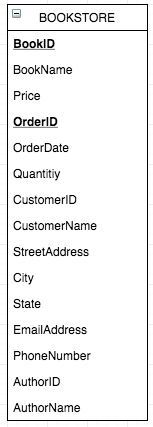 BOOKSTORE
BookID
BookName
Price
OrderID
OrderDate
Quantitiy
CustomerID
CustomerName
StreetAddress
City
State
EmailAddress
PhoneNumber
AuthorID
AuthorName